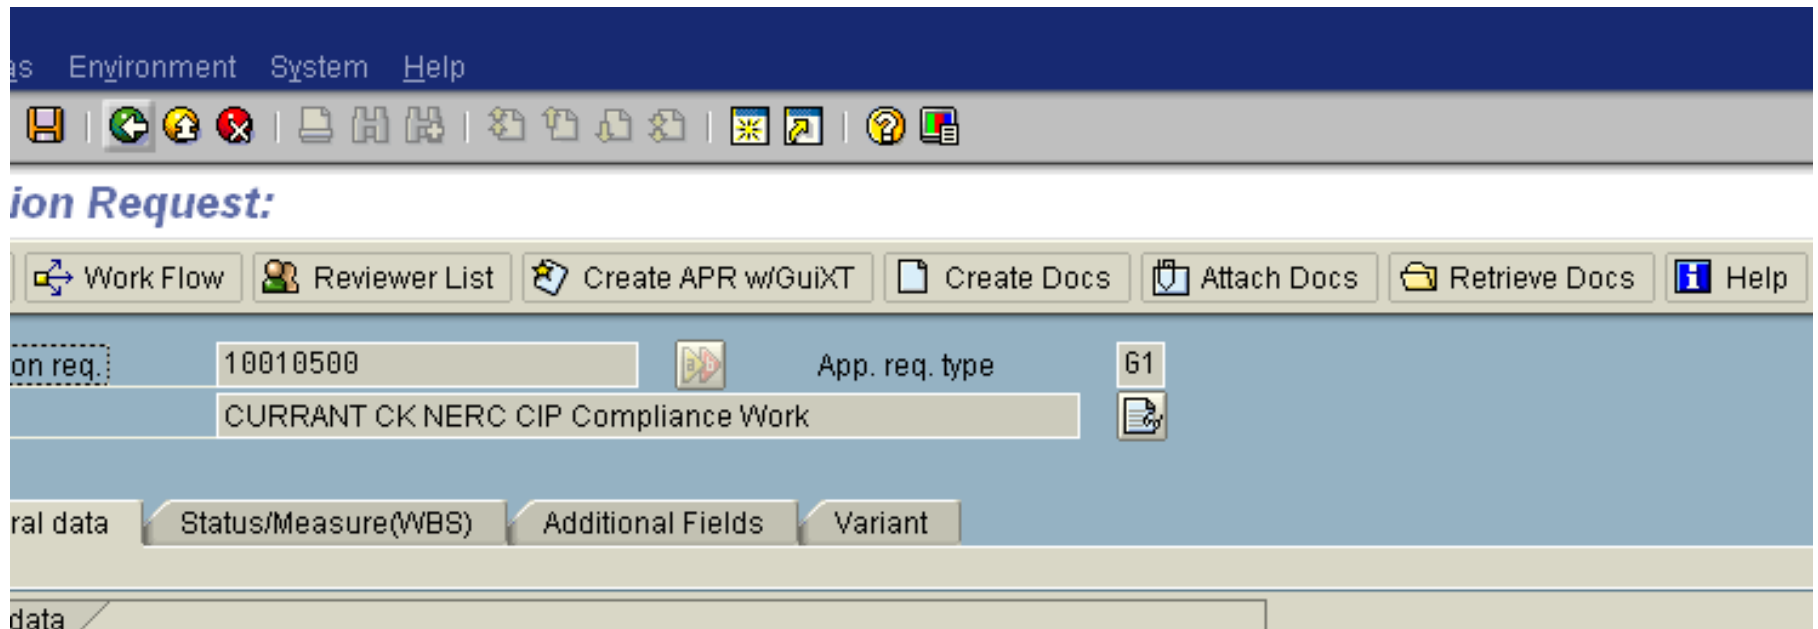 as Environment System Help
ion Request:
Work Flow Reviewer List Create APR w/GuiXT Create Docs Attach Docs Retrieve Docs Help
on req. 10010500 App. req. type G1
CURRANT CK NERC CIP Compliance Work
ral data Status/Measure(WBS) Additional Fields Variant
data